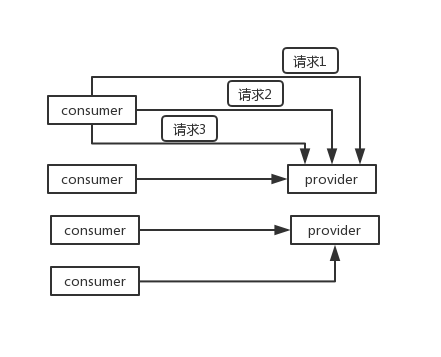 请求1
请求2
consumer
请求3
consumer
provider
consumer
provider
consumer